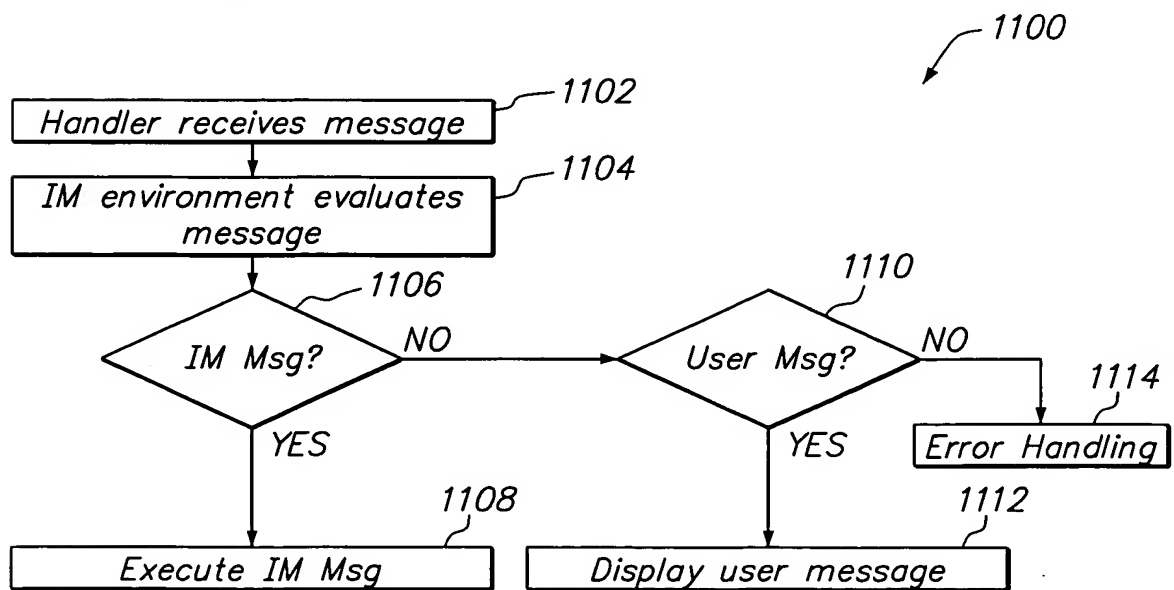 1100
1102
Handler receives message
1104
IM environment evaluates
message
1106
IM Msg?
NO
YES
1110
User Msg?
NO
YES
1114
Error Handling
1108
Execute IM Msg
1112
Display user message